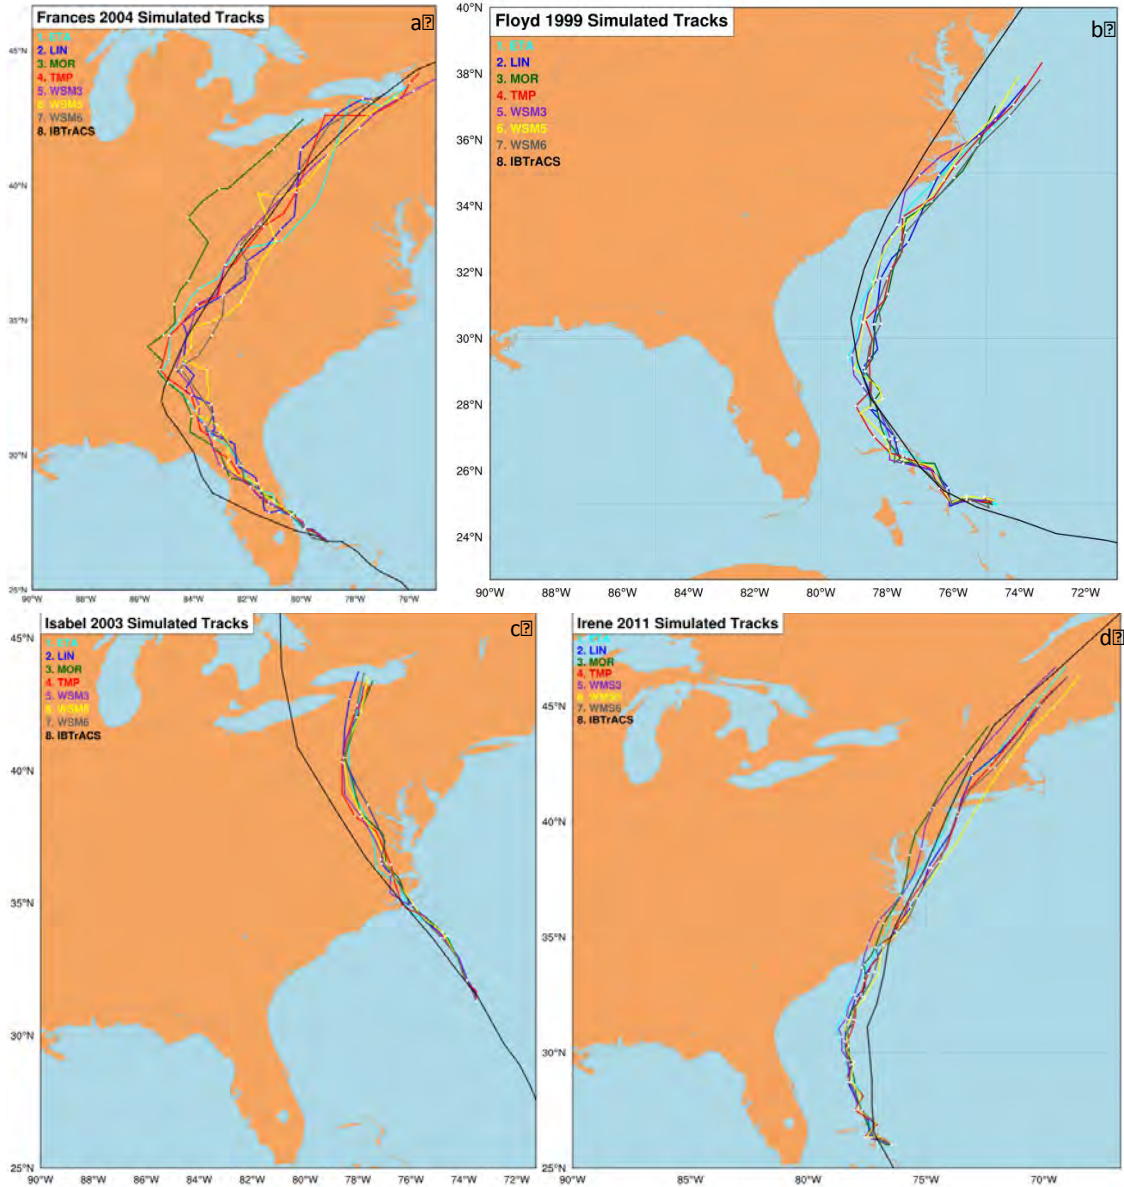 Frances 2004 Simulated Tracks
a
1. ETA
2. LIN
3. MOR
4. TMP
5. WSM3
6. WSM5
7. WSM6
8. IBTrACS
45°N
40°N
35°N
30°N
25°N
90°W 88°W 86°W 84°W 82°W 80°W 78°W 76°W
Floyd 1999 Simulated Tracks
b
1. ETA
2. LIN
3. MOR
4. TMP
5. WSM3
6. WSM5
7. WSM6
8. IBTrACS
40°N
38°N
36°N
34°N
32°N
30°N
28°N
26°N
24°N
90°W 88°W 86°W 84°W 82°W 80°W 78°W 76°W 74°W 72°W
Isabel 2003 Simulated Tracks
c
1. ETA
2. LIN
3. MOR
4. TMP
5. WSM3
6. WSM5
7. WSM6
8. IBTrACS
45°N
40°N
35°N
30°N
25°N
90°W 88°W 86°W 84°W 82°W 80°W 78°W 76°W 74°W 72°W
Irene 2011 Simulated Tracks
d
1. ETA
2. LIN
3. MOR
4. TMP
5. WMS3
6. WMS5
7. WMS6
8. IBTrACS
45°N
40°N
35°N
30°N
25°N
90°W 85°W 80°W 75°W 70°W